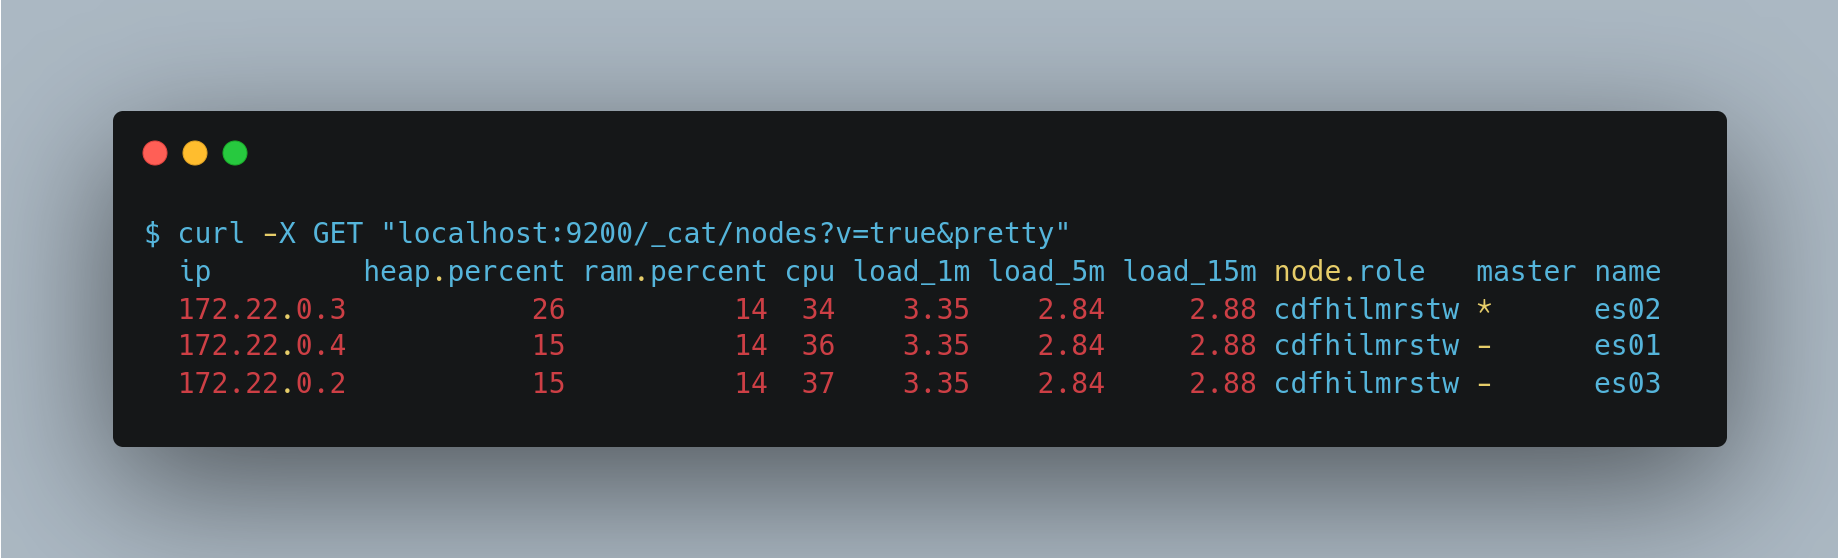 $ curl -X GET "localhost:9200/_cat/nodes?v=true&pretty"
ip heap.percent ram.percent cpu load_1m load_5m load_15m node.role master name
172.22.0.3 26 14 34 3.35 2.84 2.88 cdfhilmrstw * es02
172.22.0.4 15 14 36 3.35 2.84 2.88 cdfhilmrstw - es01
172.22.0.2 15 14 37 3.35 2.84 2.88 cdfhilmrstw - es03